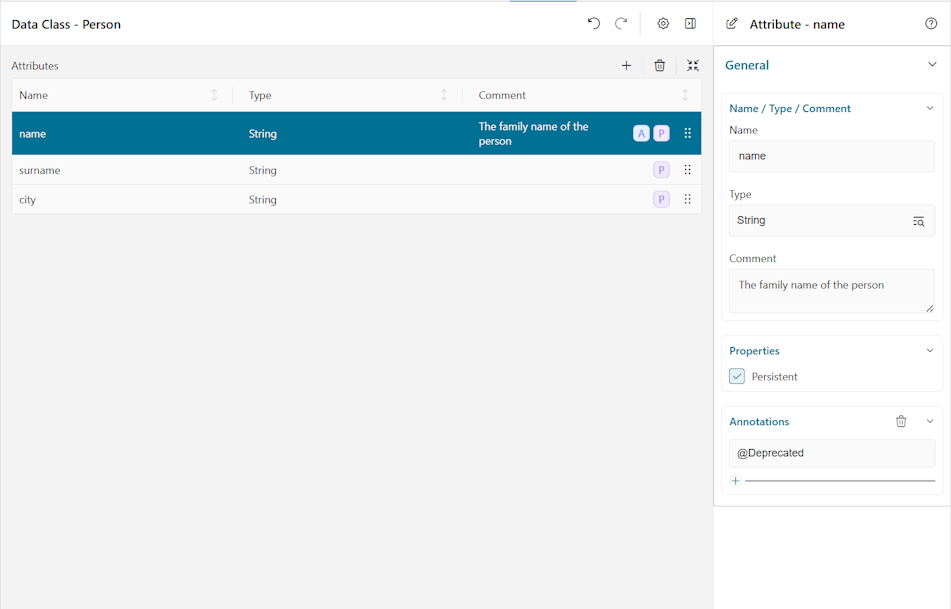 Data Class - Person
Attribute - name
Attributes
Name
Type
Comment
name
String
The family name of the
person
A
P
surname
String
P
city
String
P
General
Name / Type / Comment
Name
name
Type
String
Comment
The family name of the person
Properties
Persistent
Annotations
@Deprecated